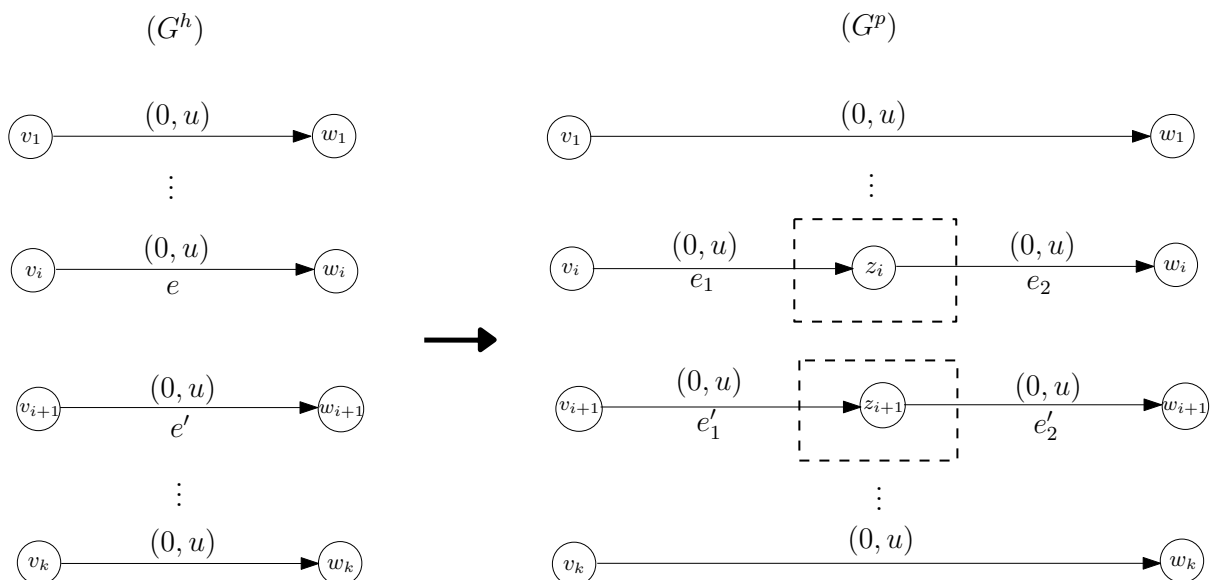 (G^h) (G^p)
(0, u) (0, u)
v_1 w_1 v_1 w_1
⋮ ⋮
(0, u) (0, u) (0, u)
v_i w_i v_i z_i w_i
e e_1 e_2
(0, u) (0, u) (0, u)
v_{i+1} w_{i+1} v_{i+1} z_{i+1} w_{i+1}
e′ e′_1 e′_2
⋮ ⋮
(0, u) (0, u)
v_k w_k v_k w_k